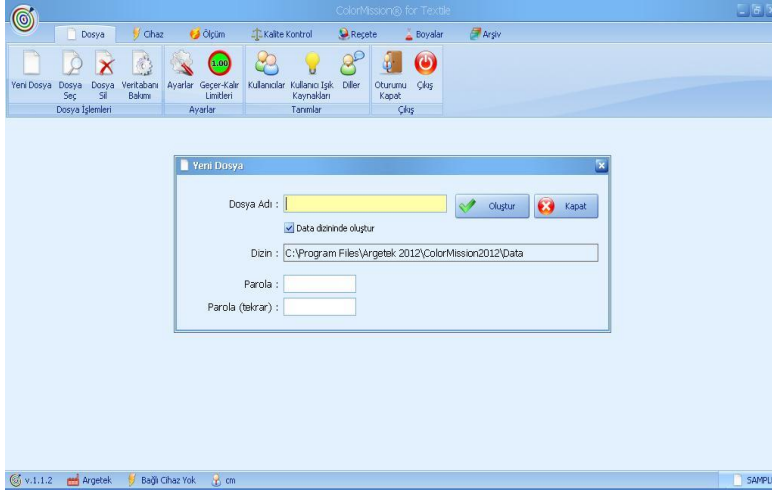 ColorMission® for Textile
Dosya Cihaz Ölçüm Kalite Kontrol Reçete Boyalar Arşiv
1.00
Yeni Dosya Dosya Seç Dosya Sil Veritabanı Bakımı Ayarlar Geçer-Kalır Limitleri Kullanıcılar Kullanıcı Işık Kaynakları Diller Oturumu Kapat Çıkış
Dosya İşlemleri Ayarlar Tanımlar Çıkış
Yeni Dosya
Dosya Adı : Oluştur Kapat
Data dizininde oluştur
Dizin : C:\Program Files\Argetek 2012\ColorMission2012\Data
Parola :
Parola (tekrar) :
v.1.1.2 Argetek Bağlı Cihaz Yok cm SAMPL